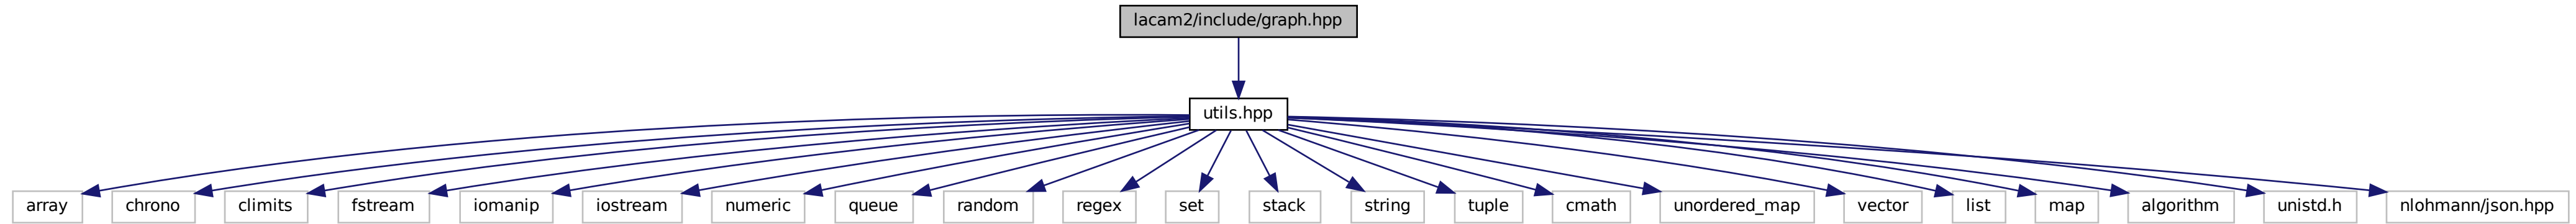 lacam2/include/graph.hpp
utils.hpp
array
chrono
climits
fstream
iomanip
iostream
numeric
queue
random
regex
set
stack
string
tuple
cmath
unordered_map
vector
list
map
algorithm
unistd.h
nlohmann/json.hpp